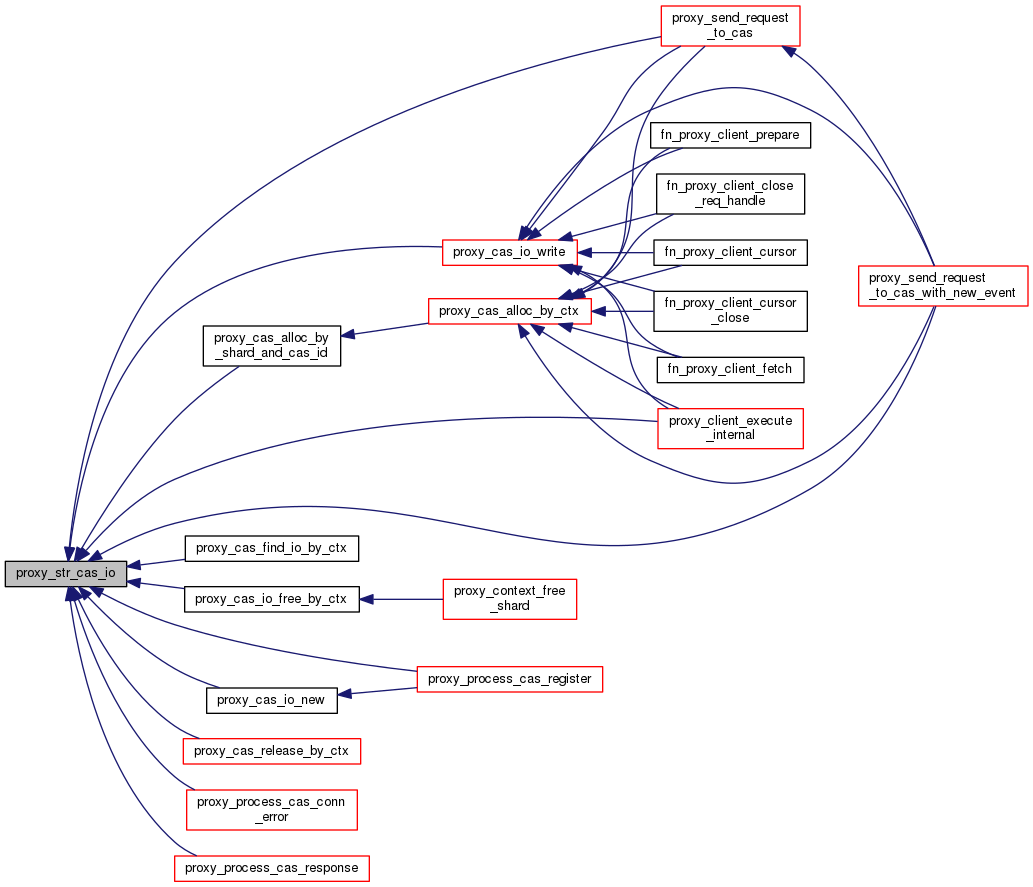 proxy_send_request
_to_cas
fn_proxy_client_prepare
fn_proxy_client_close
_req_handle
proxy_cas_io_write
fn_proxy_client_cursor
proxy_send_request
_to_cas_with_new_event
proxy_cas_alloc_by_ctx
fn_proxy_client_cursor
_close
proxy_cas_alloc_by
_shard_and_cas_id
fn_proxy_client_fetch
proxy_client_execute
_internal
proxy_cas_find_io_by_ctx
proxy_str_cas_io
proxy_cas_io_free_by_ctx
proxy_context_free
_shard
proxy_process_cas_register
proxy_cas_io_new
proxy_cas_release_by_ctx
proxy_process_cas_conn
_error
proxy_process_cas_response